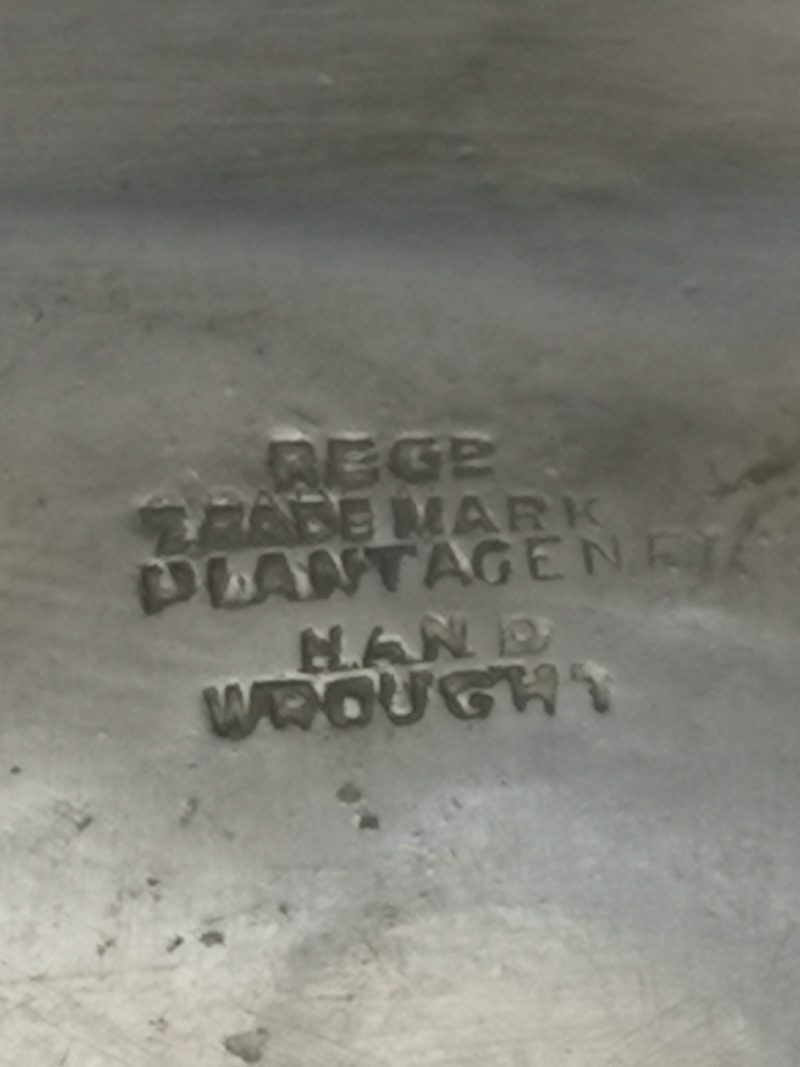 REGD
TRADE MARK
PLANTAGENET
HAND
WROUGHT